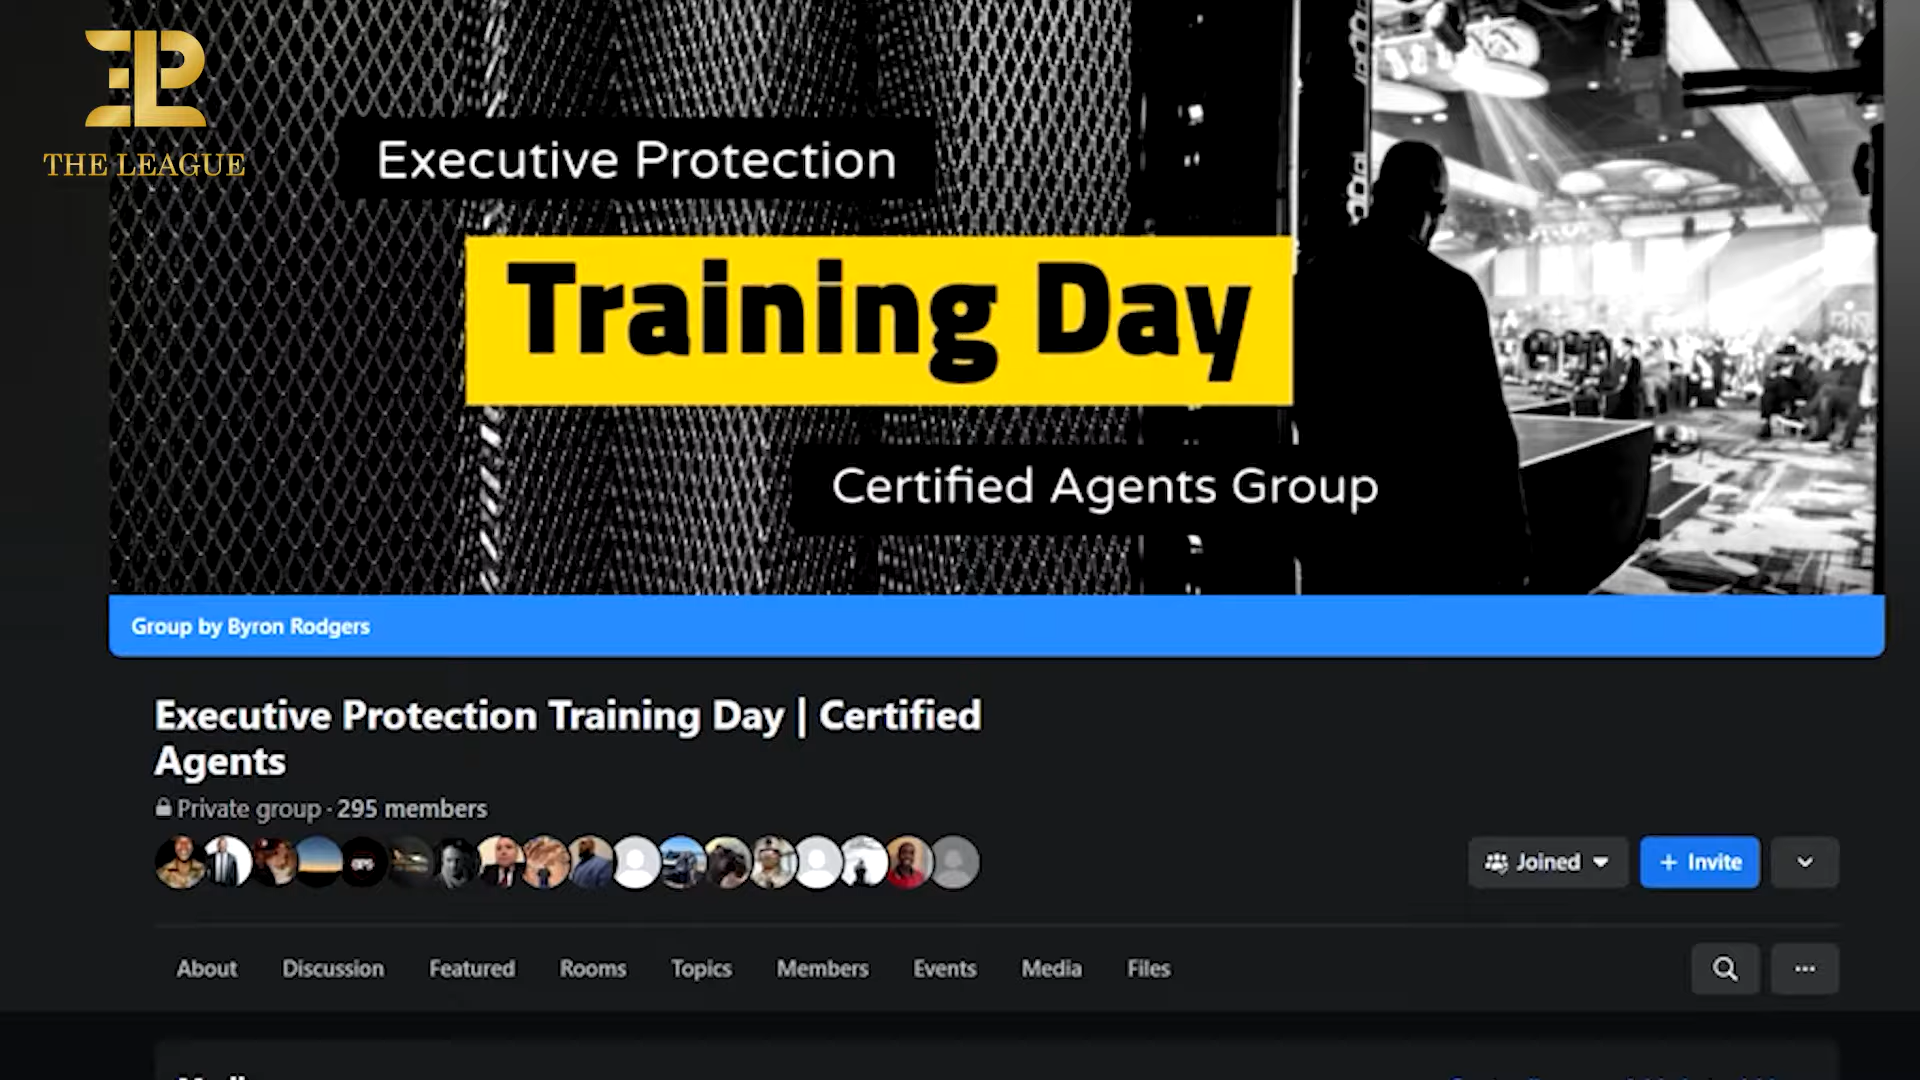 THE LEAGUE
Executive Protection
Training Day
Certified Agents Group
Group by Byron Rodgers
Executive Protection Training Day | Certified
Agents
Private group · 295 members
Joined
+ Invite
About
Discussion
Featured
Rooms
Topics
Members
Events
Media
Files